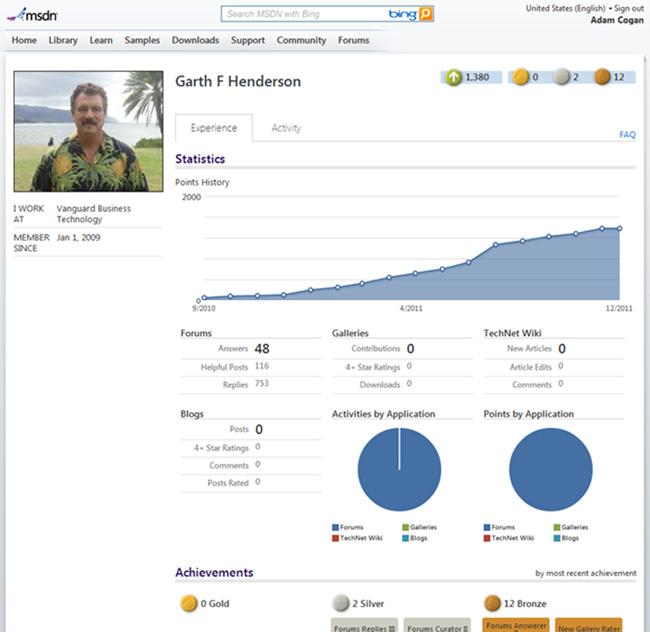 msdn
Search MSDN with Bing
bing
United States (English) • Sign out
Adam Cogan
Home Library Learn Samples Downloads Support Community Forums
Garth F Henderson
1,380 0 2 12
Experience Activity
FAQ
Statistics
Points History
2000
0
9/2010 4/2011 12/2011
I WORK AT
Vanguard Business
Technology
MEMBER SINCE
Jan 1, 2009
Forums
Answers 48
Helpful Posts 116
Replies 753
Galleries
Contributions 0
4+ Star Ratings 0
Downloads 0
TechNet Wiki
New Articles 0
Article Edits 0
Comments 0
Blogs
Posts 0
4+ Star Ratings 0
Comments 0
Posts Rated 0
Activities by Application
Forums Galleries
TechNet Wiki Blogs
Points by Application
Forums Galleries
TechNet Wiki Blogs
Achievements
by most recent achievement
0 Gold
2 Silver
12 Bronze
Forums Replies III
Forums Curator II
Forums Answerer
New Gallery Rater